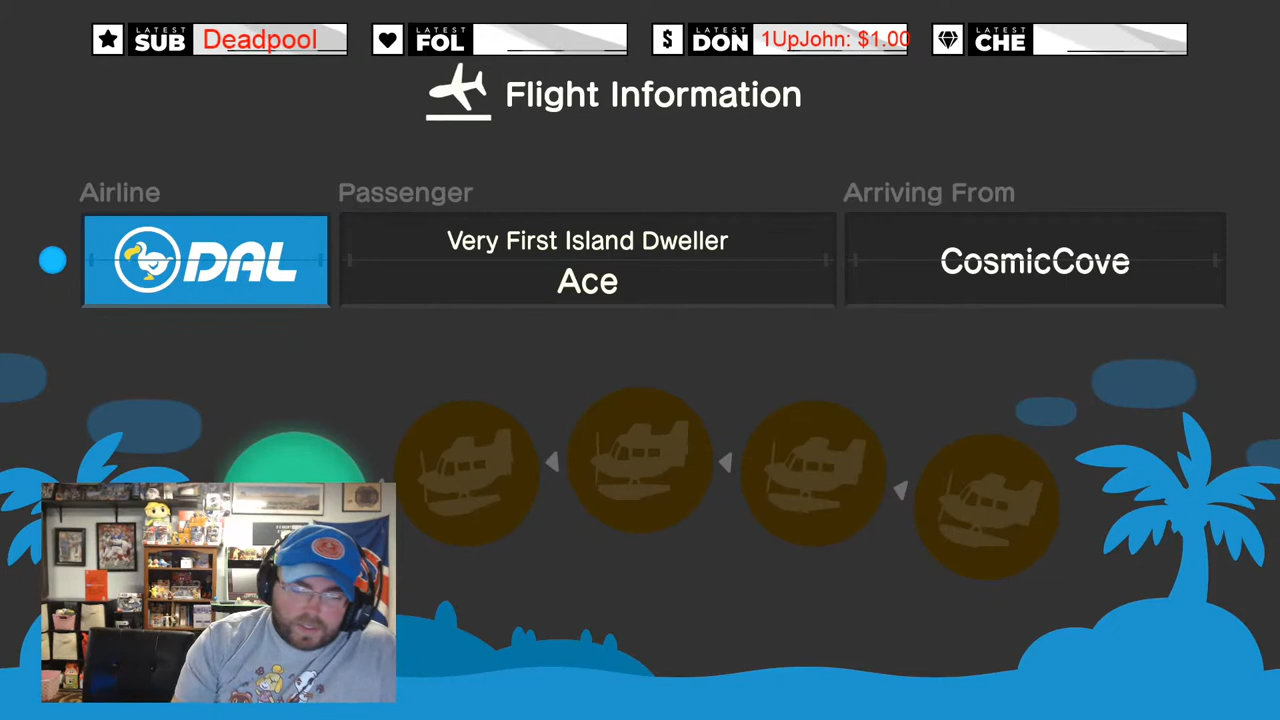 LATEST
SUB
Deadpool
LATEST
FOL
LATEST
DON
1UpJohn: $1.00
LATEST
CHE
Flight Information
Airline
Passenger
Arriving From
DAL
Very First Island Dweller
Ace
CosmicCove